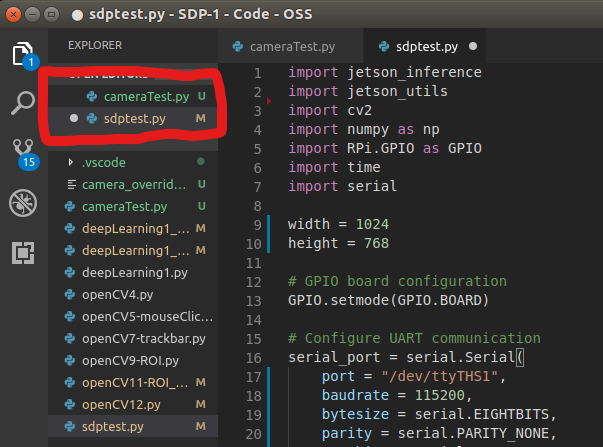 sdptest.py - SDP-1 - Code - OSS
EXPLORER
OPEN EDITORS
cameraTest.py U
sdptest.py M
.vscode
camera_overrid... U
cameraTest.py U
deepLearning1_... M
deepLearning1_... M
deepLearning1.py
openCV4.py
openCV5-mouseClic...
openCV7-trackbar.py
openCV9-ROI.py
openCV11-ROI_... M
openCV12.py M
sdptest.py M
1
15
cameraTest.py
sdptest.py
1 import jetson_inference
2 import jetson_utils
3 import cv2
4 import numpy as np
5 import RPi.GPIO as GPIO
6 import time
7 import serial
8
9 width = 1024
10 height = 768
11
12 # GPIO board configuration
13 GPIO.setmode(GPIO.BOARD)
14
15 # Configure UART communication
16 serial_port = serial.Serial(
17 port = "/dev/ttyTHS1",
18 baudrate = 115200,
19 bytesize = serial.EIGHTBITS,
20 parity = serial.PARITY_NONE,